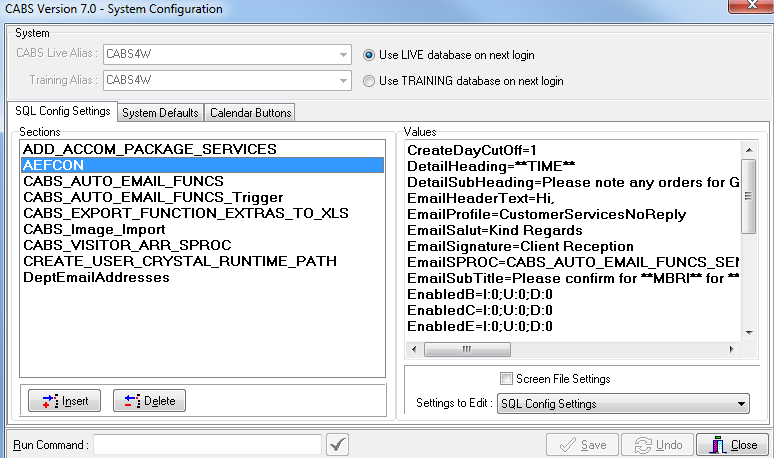 CABS Version 7.0 - System Configuration
System
CABS Live Alias : CABS4W
Use LIVE database on next login
Training Alias : CABS4W
Use TRAINING database on next login
SQL Config Settings System Defaults Calendar Buttons
Sections
ADD_ACCOM_PACKAGE_SERVICES
AEFCON
CABS_AUTO_EMAIL_FUNCS
CABS_AUTO_EMAIL_FUNCS_Trigger
CABS_EXPORT_FUNCTION_EXTRAS_TO_XLS
CABS_Image_Import
CABS_VISITOR_ARR_SPROC
CREATE_USER_CRYSTAL_RUNTIME_PATH
DeptEmailAddresses
Values
CreateDayCutOff=1
DetailHeading=**TIME**
DetailSubHeading=Please note any orders for G
EmailHeaderText=Hi,
EmailProfile=CustomerServicesNoReply
EmailSalut=Kind Regards
EmailSignature=Client Reception
EmailSPROC=CABS_AUTO_EMAIL_FUNCS_SEN
EmailSubTitle=Please confirm for **MBRI** for **
EnabledB=I:0;U:0;D:0
EnabledC=I:0;U:0;D:0
EnabledE=I:0;U:0;D:0
Insert Delete
Screen File Settings
Settings to Edit : SQL Config Settings
Run Command :
Save Undo Close